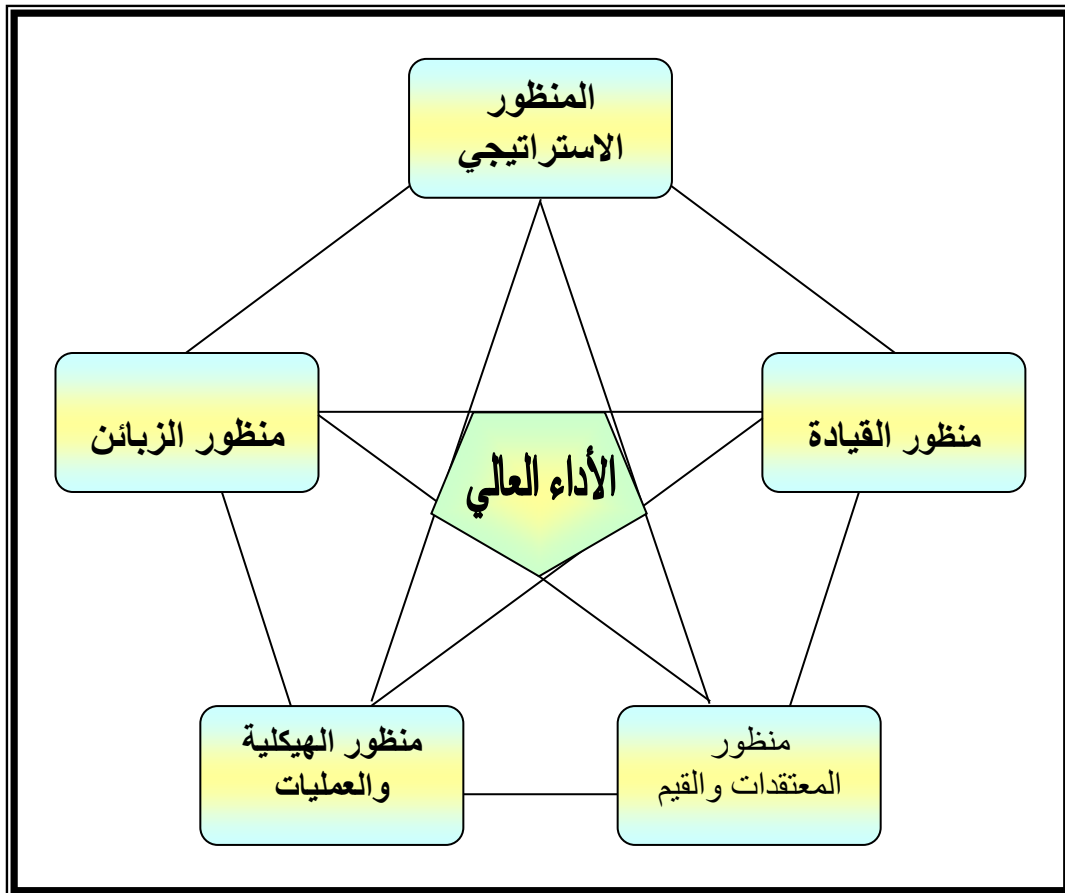 المنظور
الاستراتيجي
منظور القيادة
منظور الزبائن
الأداء العالي
منظور
المعتقدات والقيم
منظور الهيكلية
والعمليات